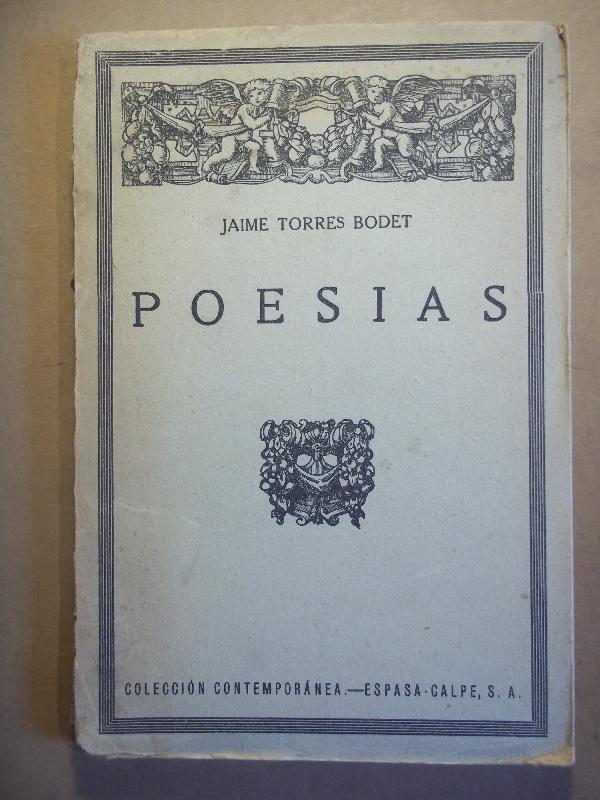 JAIME TORRES BODET
POESIAS
COLECCIÓN CONTEMPORÁNEA.—ESPASA-CALPE, S. A.